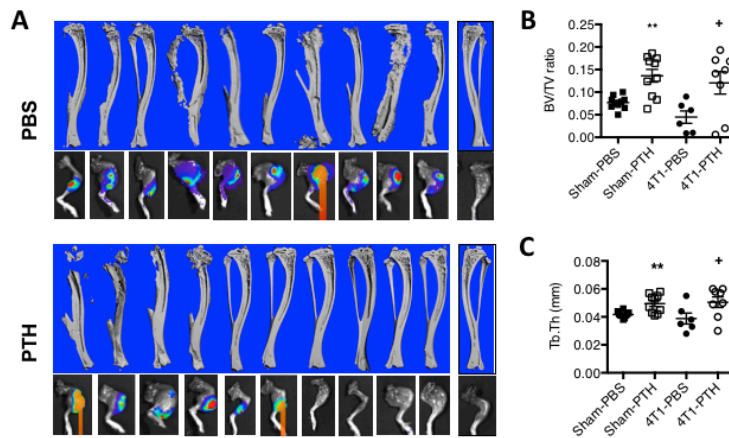 A
PBS
PTH
B
**
+
BV/TV ratio
0.20
0.15
0.10
0.05
0.00
Sham-PBS
Sham-PTH
4T1-PBS
4T1-PTH
C
**
+
Tb.Th (mm)
0.08
0.06
0.04
0.02
0.00
Sham-PBS
Sham-PTH
4T1-PBS
4T1-PTH